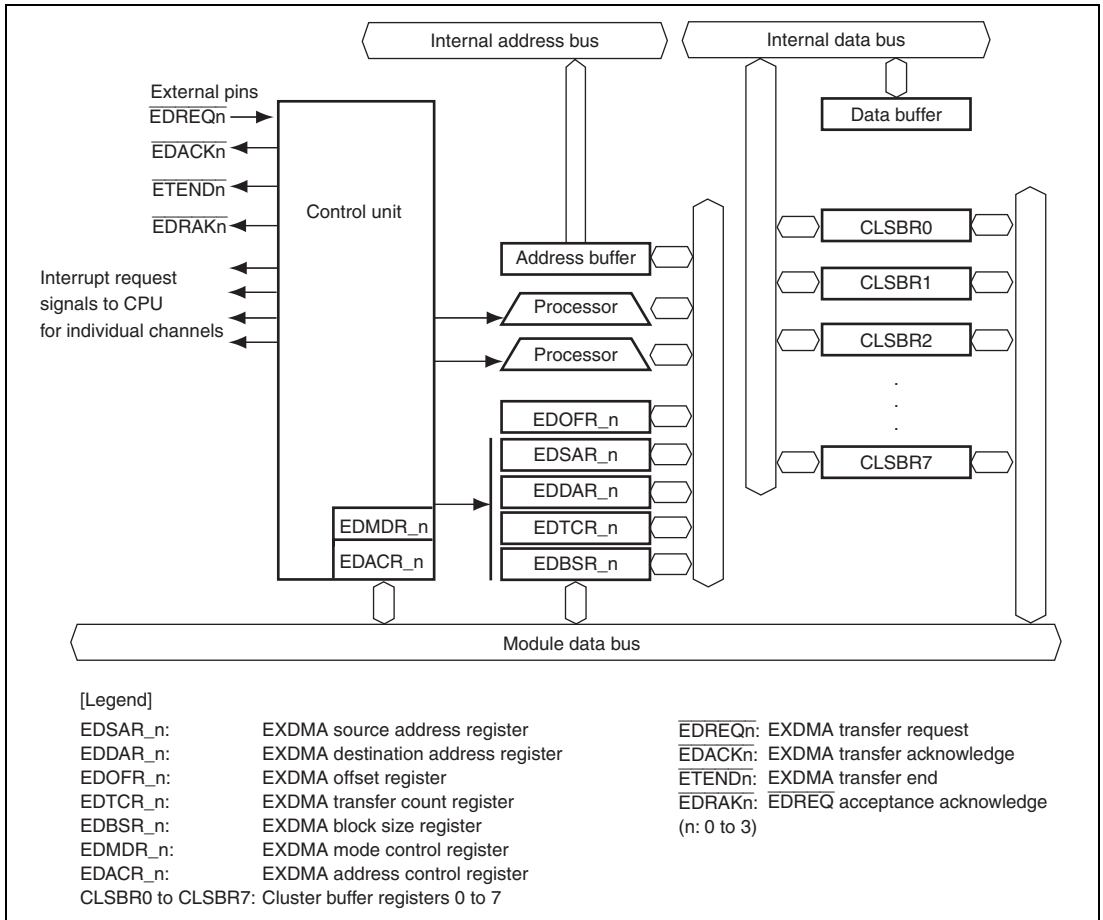 Internal address bus
Internal data bus
External pins
EDREQn
Data buffer
EDACKn
ETENDn
Control unit
EDRAKn
CLSBR0
Address buffer
Interrupt request
signals to CPU
for individual channels
CLSBR1
Processor
CLSBR2
Processor
.
.
.
EDOFR_n
EDSAR_n
CLSBR7
EDDAR_n
EDMDR_n
EDTCR_n
EDACR_n
EDBSR_n
Module data bus
[Legend]
EDSAR_n: EXDMA source address register
EDDAR_n: EXDMA destination address register
EDOFR_n: EXDMA offset register
EDTCR_n: EXDMA transfer count register
EDBSR_n: EXDMA block size register
EDMDR_n: EXDMA mode control register
EDACR_n: EXDMA address control register
CLSBR0 to CLSBR7: Cluster buffer registers 0 to 7
EDREQn: EXDMA transfer request
EDACKn: EXDMA transfer acknowledge
ETENDn: EXDMA transfer end
EDRAKn: EDREQ acceptance acknowledge
(n: 0 to 3)